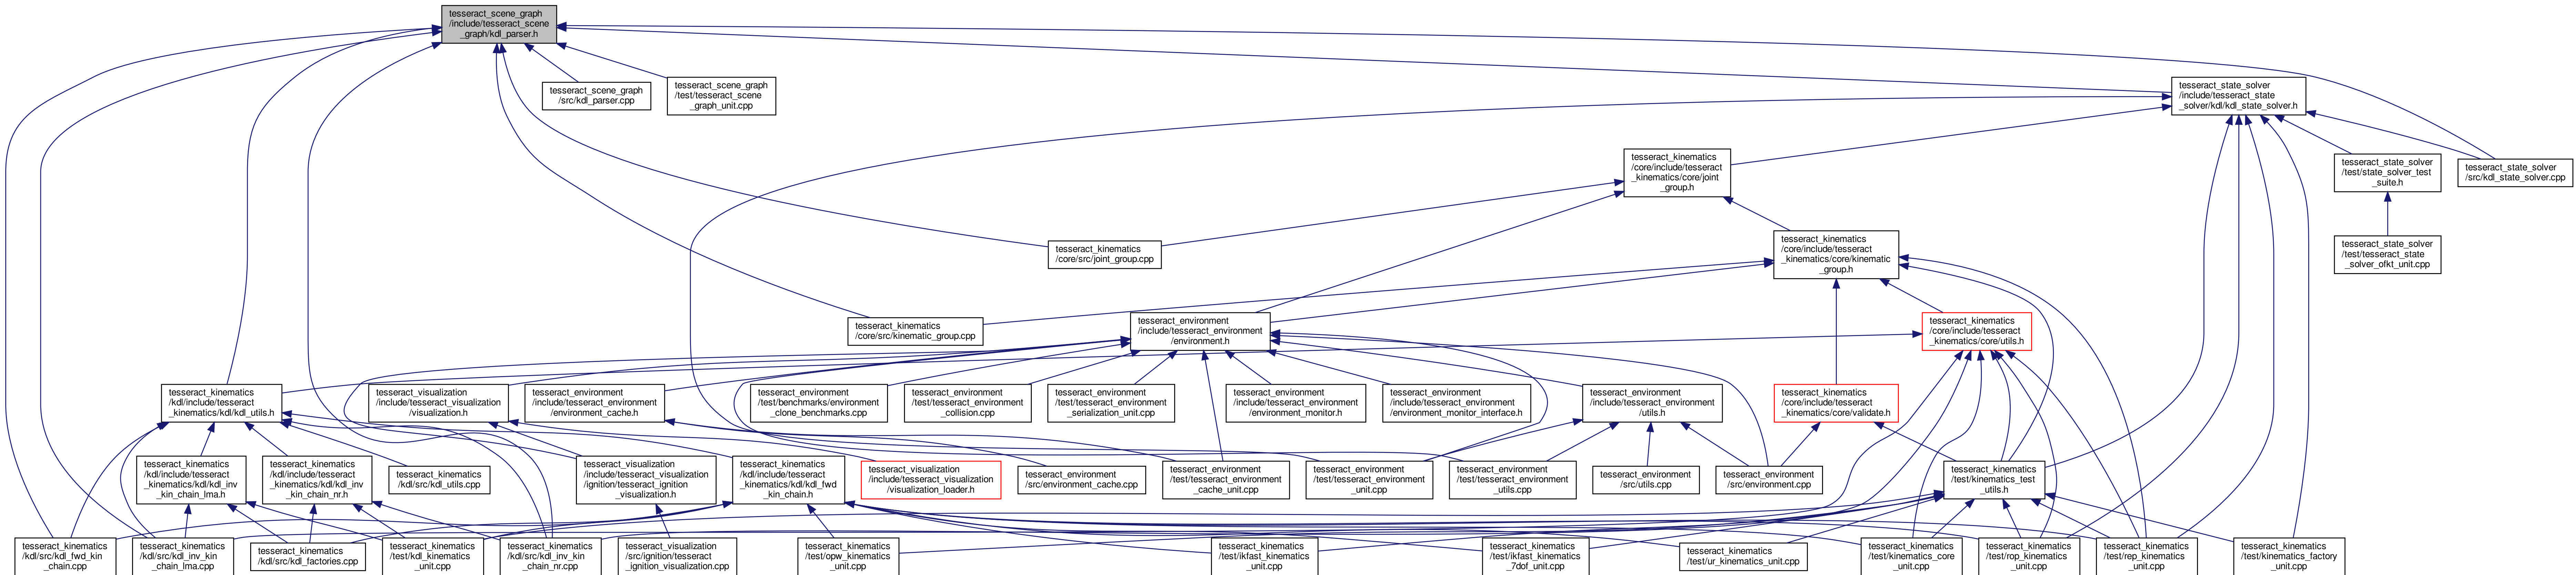 tesseract_scene_graph
/include/tesseract_scene
_graph/kdl_parser.h
tesseract_scene_graph
/src/kdl_parser.cpp
tesseract_scene_graph
/test/tesseract_scene
_graph_unit.cpp
tesseract_state_solver
/include/tesseract_state
_solver/kdl/kdl_state_solver.h
tesseract_kinematics
/core/include/tesseract
_kinematics/core/joint
_group.h
tesseract_state_solver
/test/state_solver_test
_suite.h
tesseract_state_solver
/src/kdl_state_solver.cpp
tesseract_kinematics
/core/src/joint_group.cpp
tesseract_kinematics
/core/include/tesseract
_kinematics/core/kinematic
_group.h
tesseract_state_solver
/test/tesseract_state
_solver_ofkt_unit.cpp
tesseract_kinematics
/core/src/kinematic_group.cpp
tesseract_environment
/include/tesseract_environment
/environment.h
tesseract_kinematics
/core/include/tesseract
_kinematics/core/utils.h
tesseract_kinematics
/kdl/include/tesseract
_kinematics/kdl/kdl_utils.h
tesseract_visualization
/include/tesseract_visualization
/visualization.h
tesseract_environment
/include/tesseract_environment
/environment_cache.h
tesseract_environment
/test/benchmarks/environment
_clone_benchmarks.cpp
tesseract_environment
/test/tesseract_environment
_collision.cpp
tesseract_environment
/test/tesseract_environment
_serialization_unit.cpp
tesseract_environment
/include/tesseract_environment
/environment_monitor.h
tesseract_environment
/include/tesseract_environment
/environment_monitor_interface.h
tesseract_environment
/include/tesseract_environment
/utils.h
tesseract_kinematics
/core/include/tesseract
_kinematics/core/validate.h
tesseract_kinematics
/kdl/include/tesseract
_kinematics/kdl/kdl_inv
_kin_chain_lma.h
tesseract_kinematics
/kdl/include/tesseract
_kinematics/kdl/kdl_inv
_kin_chain_nr.h
tesseract_kinematics
/kdl/src/kdl_utils.cpp
tesseract_visualization
/include/tesseract_visualization
/ignition/tesseract_ignition
_visualization.h
tesseract_kinematics
/kdl/include/tesseract
_kinematics/kdl/kdl_fwd
_kin_chain.h
tesseract_visualization
/include/tesseract_visualization
/visualization_loader.h
tesseract_environment
/src/environment_cache.cpp
tesseract_environment
/test/tesseract_environment
_cache_unit.cpp
tesseract_environment
/test/tesseract_environment
_unit.cpp
tesseract_environment
/test/tesseract_environment
_utils.cpp
tesseract_environment
/src/utils.cpp
tesseract_environment
/src/environment.cpp
tesseract_kinematics
/test/kinematics_test
_utils.h
tesseract_kinematics
/kdl/src/kdl_fwd_kin
_chain.cpp
tesseract_kinematics
/kdl/src/kdl_inv_kin
_chain_lma.cpp
tesseract_kinematics
/kdl/src/kdl_factories.cpp
tesseract_kinematics
/test/kdl_kinematics
_unit.cpp
tesseract_kinematics
/kdl/src/kdl_inv_kin
_chain_nr.cpp
tesseract_visualization
/src/ignition/tesseract
_ignition_visualization.cpp
tesseract_kinematics
/test/opw_kinematics
_unit.cpp
tesseract_kinematics
/test/ikfast_kinematics
_unit.cpp
tesseract_kinematics
/test/ikfast_kinematics
_7dof_unit.cpp
tesseract_kinematics
/test/ur_kinematics_unit.cpp
tesseract_kinematics
/test/kinematics_core
_unit.cpp
tesseract_kinematics
/test/rop_kinematics
_unit.cpp
tesseract_kinematics
/test/rep_kinematics
_unit.cpp
tesseract_kinematics
/test/kinematics_factory
_unit.cpp